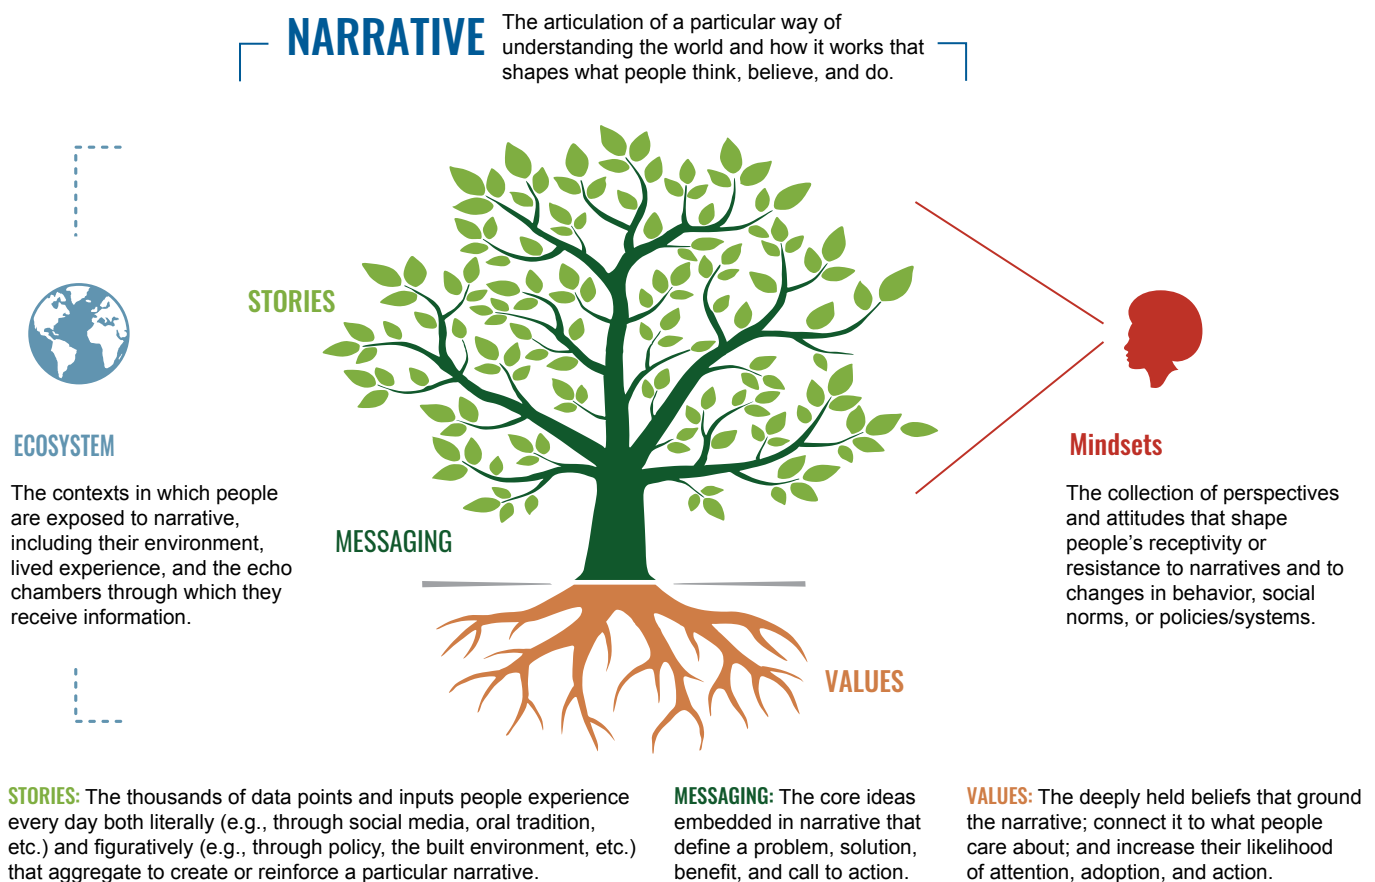 NARRATIVE
The articulation of a particular way of
understanding the world and how it works that
shapes what people think, believe, and do.
STORIES
ECOSYSTEM
The contexts in which people
are exposed to narrative,
including their environment,
lived experience, and the echo
chambers through which they
receive information.
MESSAGING
VALUES
Mindsets
The collection of perspectives
and attitudes that shape
people’s receptivity or
resistance to narratives and to
changes in behavior, social
norms, or policies/systems.
STORIES: The thousands of data points and inputs people experience
every day both literally (e.g., through social media, oral tradition,
etc.) and figuratively (e.g., through policy, the built environment, etc.)
that aggregate to create or reinforce a particular narrative.
MESSAGING: The core ideas
embedded in narrative that
define a problem, solution,
benefit, and call to action.
VALUES: The deeply held beliefs that ground
the narrative; connect it to what people
care about; and increase their likelihood
of attention, adoption, and action.